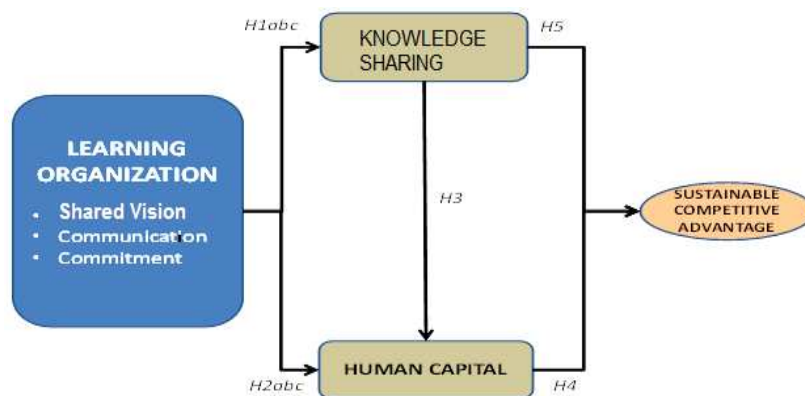 H1abc
KNOWLEDGE
SHARING
H5
LEARNING
ORGANIZATION
• Shared Vision
• Communication
• Commitment
H3
SUSTAINABLE
COMPETITIVE
ADVANTAGE
HUMAN CAPITAL
H2abc
H4